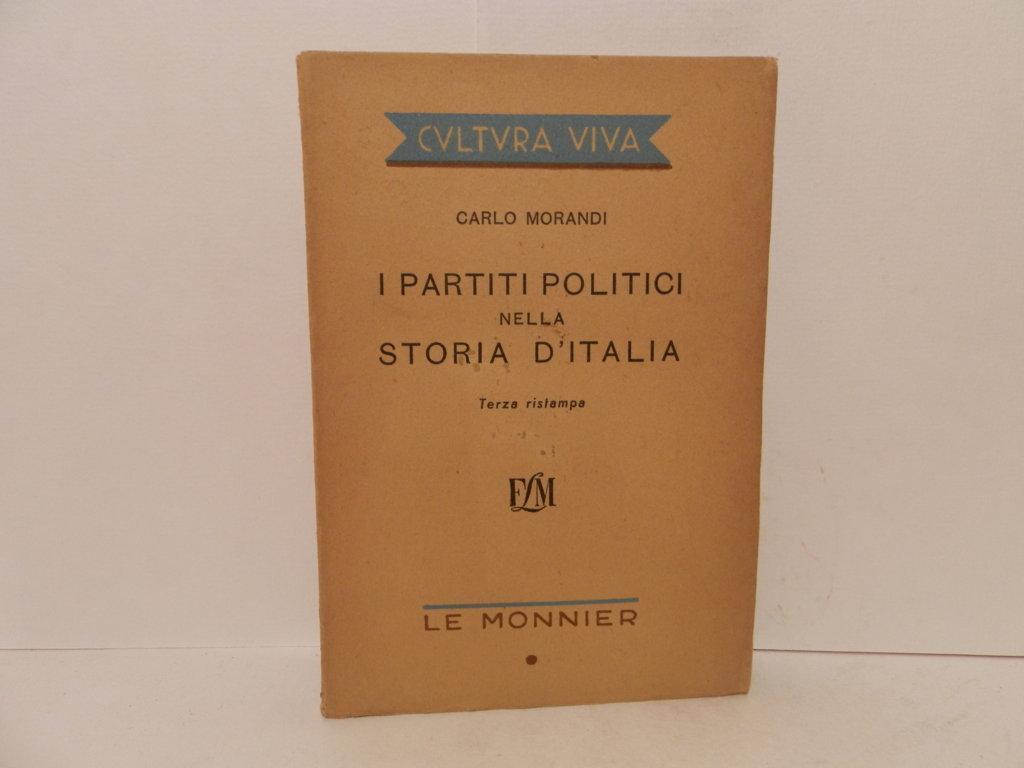 CVLTVRA VIVA
CARLO MORANDI
I PARTITI POLITICI
NELLA
STORIA D'ITALIA
Terza ristampa
FLM
LE MONNIER